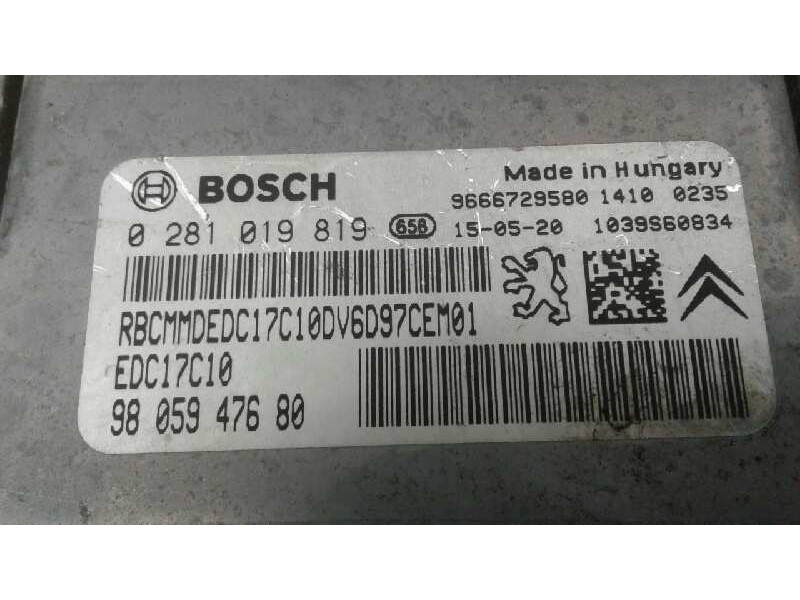 BOSCH
Made in Hungary
9666729580 1410 0235
0 281 019 819 658 15-05-20 1039S60834
RBCMMDEDC17C10DV6D97CEM01
EDC17C10
98 059 476 80